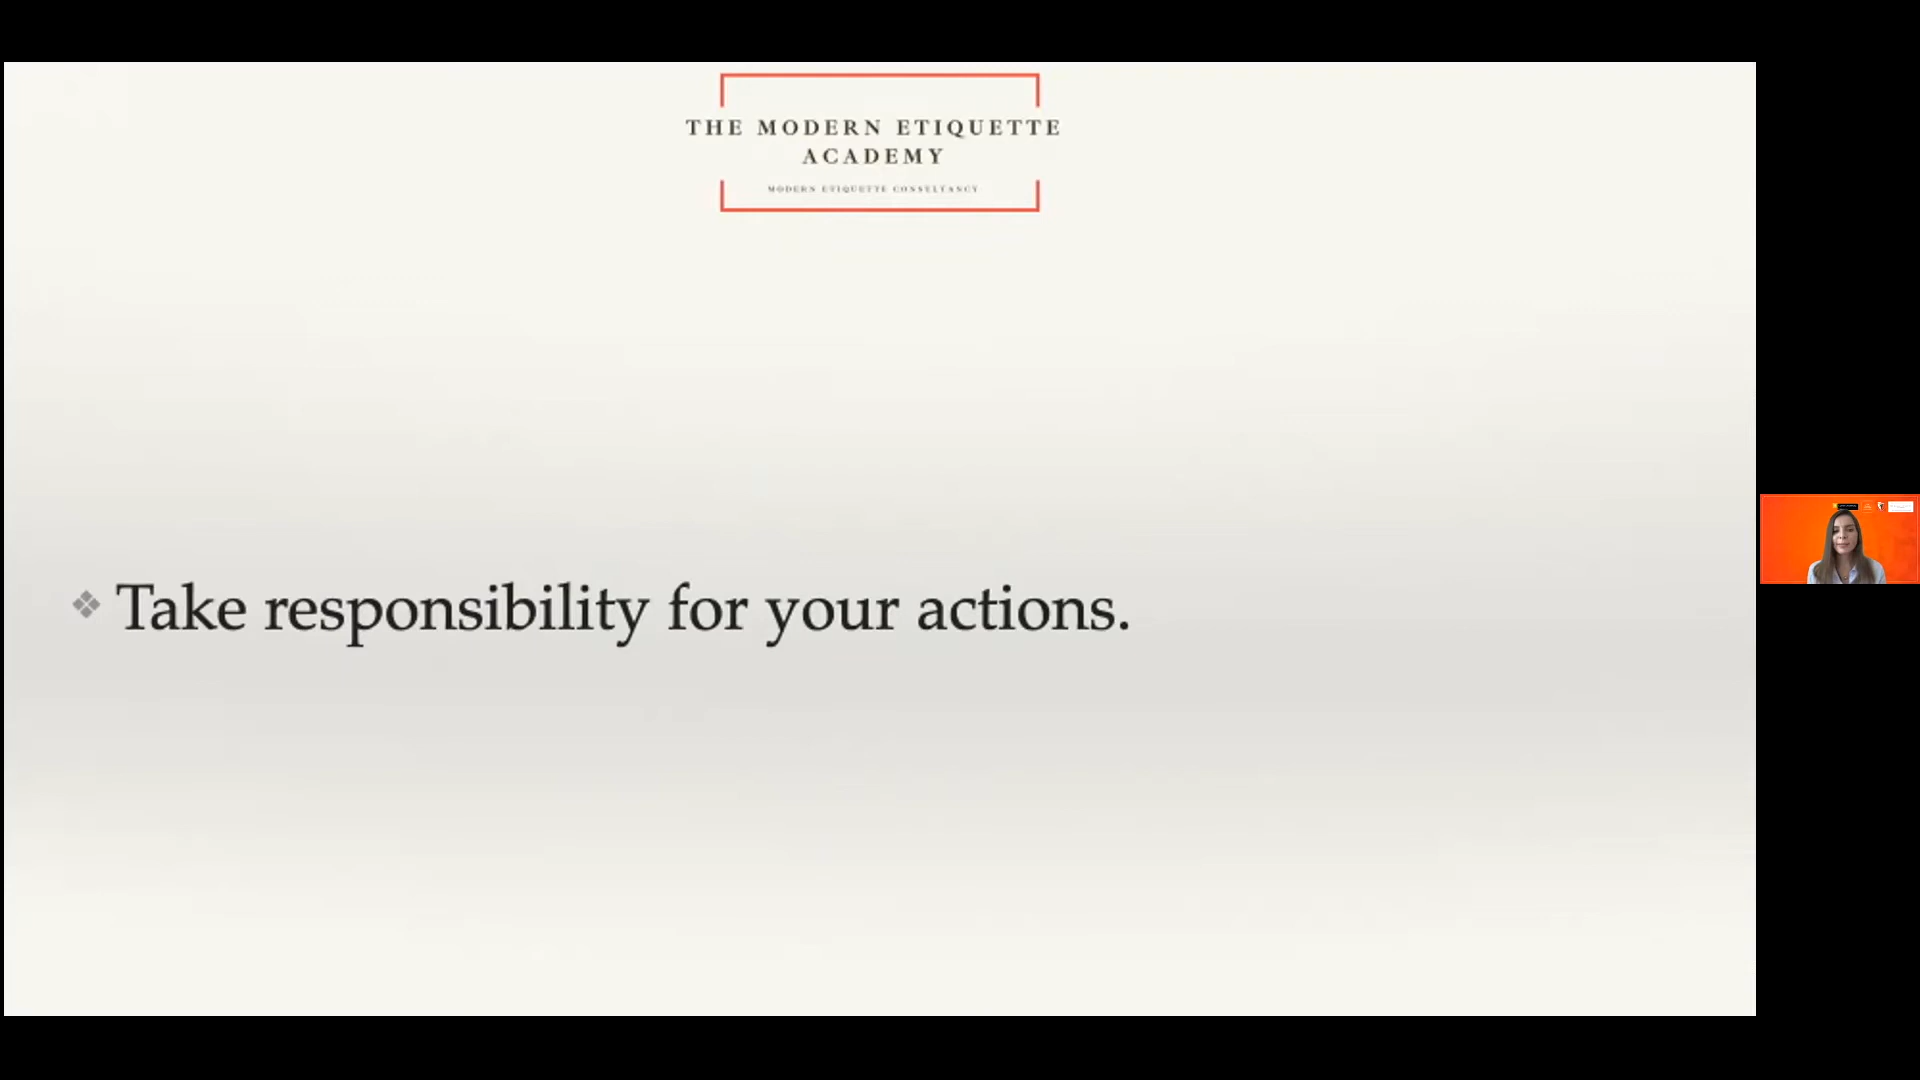 THE MODERN ETIQUETTE
ACADEMY
MODERN ETIQUETTE CONSULTANCY
Take responsibility for your actions.